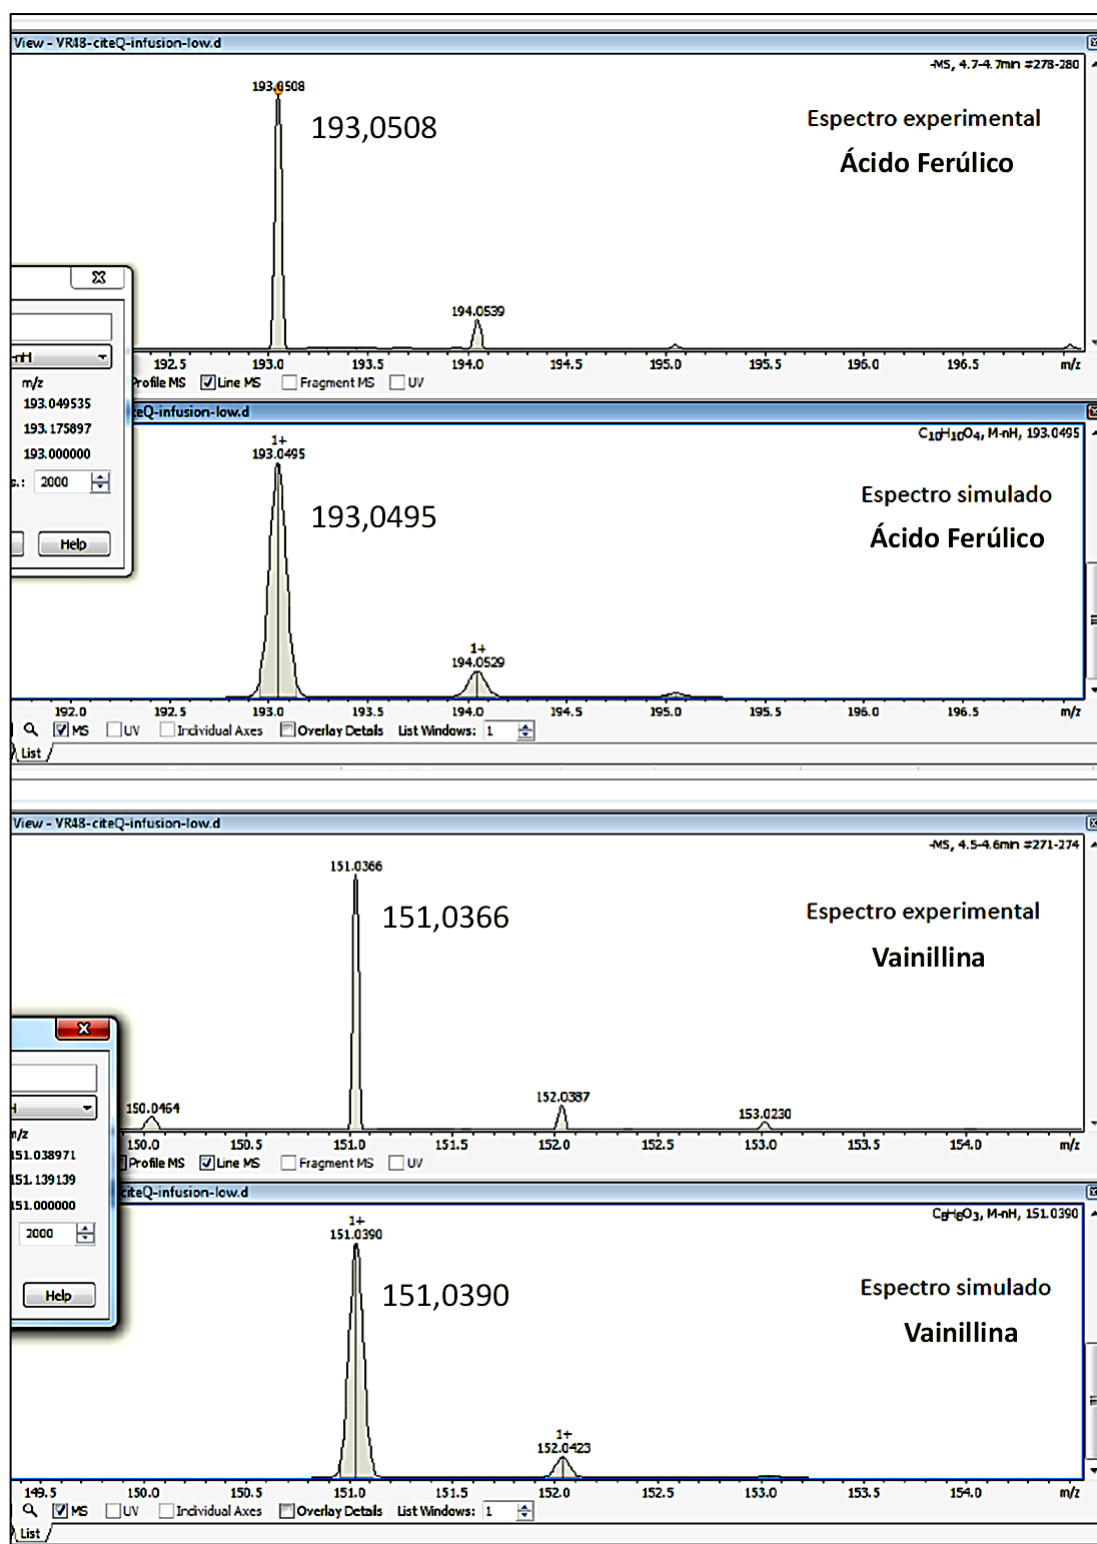 View - VR48-citeQ-infusion-low.d
-MS, 4.7-4.7min #278-280
193.0508
193,0508
Espectro experimental
Ácido Ferúlico
194.0539
192.5 193.0 193.5 194.0 194.5 195.0 195.5 196.0 196.5 m/z
Profile MS Line MS Fragment MS UV
-nH
m/z
193.049535
193.175897
193.000000
s.: 2000
Help
teQ-infusion-low.d
C10H10O4, M-nH, 193.0495
1+
193.0495
193,0495
Espectro simulado
Ácido Ferúlico
1+
194.0529
192.0 192.5 193.0 193.5 194.0 194.5 195.0 195.5 196.0 196.5 m/z
MS UV Individual Axes Overlay Details List Windows: 1
List
View - VR48-citeQ-infusion-low.d
-MS, 4.5-4.6min #271-274
151.0366
151,0366
Espectro experimental
Vainillina
150.0464
152.0387
153.0230
150.0 150.5 151.0 151.5 152.0 152.5 153.0 153.5 154.0 m/z
Profile MS Line MS Fragment MS UV
H
m/z
151.038971
151.139139
151.000000
2000
Help
citeQ-infusion-low.d
C8H8O3, M-nH, 151.0390
1+
151.0390
151,0390
Espectro simulado
Vainillina
1+
152.0423
149.5 150.0 150.5 151.0 151.5 152.0 152.5 153.0 153.5 154.0 m/z
MS UV Individual Axes Overlay Details List Windows: 1
List